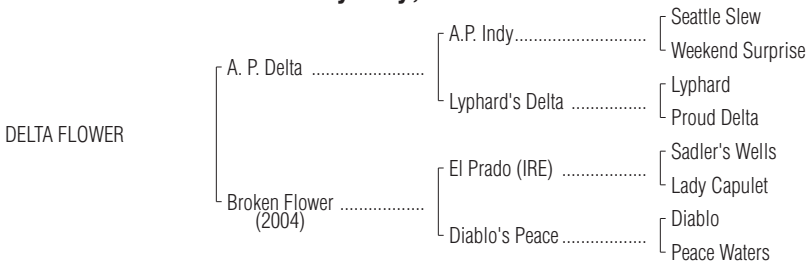 Seattle Slew
A.P. Indy
Weekend Surprise
A. P. Delta
Lyphard
Lyphard's Delta
Proud Delta
DELTA FLOWER
Sadler's Wells
El Prado (IRE)
Lady Capulet
Broken Flower
(2004)
Diablo
Diablo's Peace
Peace Waters